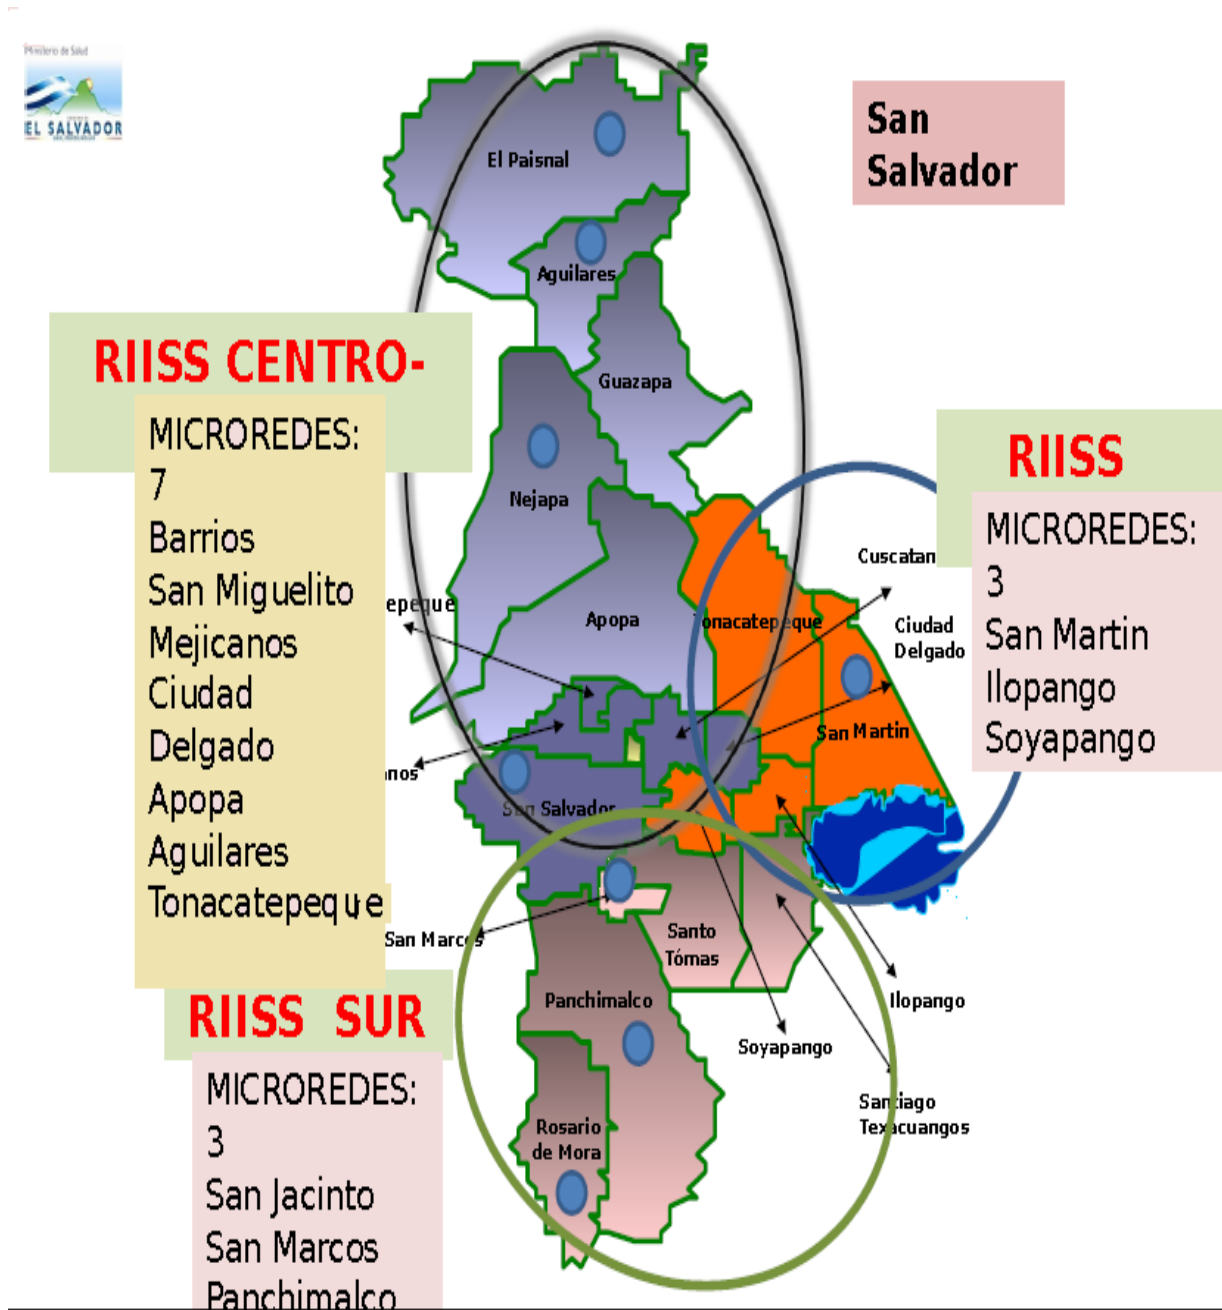 Ministerio de Salud
EL SALVADOR
San
Salvador
El Paisnal
Aguilares
Guazapa
RIISS CENTRO-
MICROREDES:
7
Barrios
San Miguelito
Mejicanos
Ciudad
Delgado
Apopa
Aguilares
Tonacatepeque
Nejapa
Apopa
epeque
Tonacatepeque
Cuscatan
Ciudad
Delgado
RIISS
MICROREDES:
3
San Martin
Ilopango
Soyapango
San Martin
nos
San Salvador
San Marcos
Santo
Tómas
Panchimalco
Ilopango
Soyapango
Santiago
Texacuangos
Rosario
de Mora
RIISS SUR
MICROREDES:
3
San Jacinto
San Marcos
Panchimalco